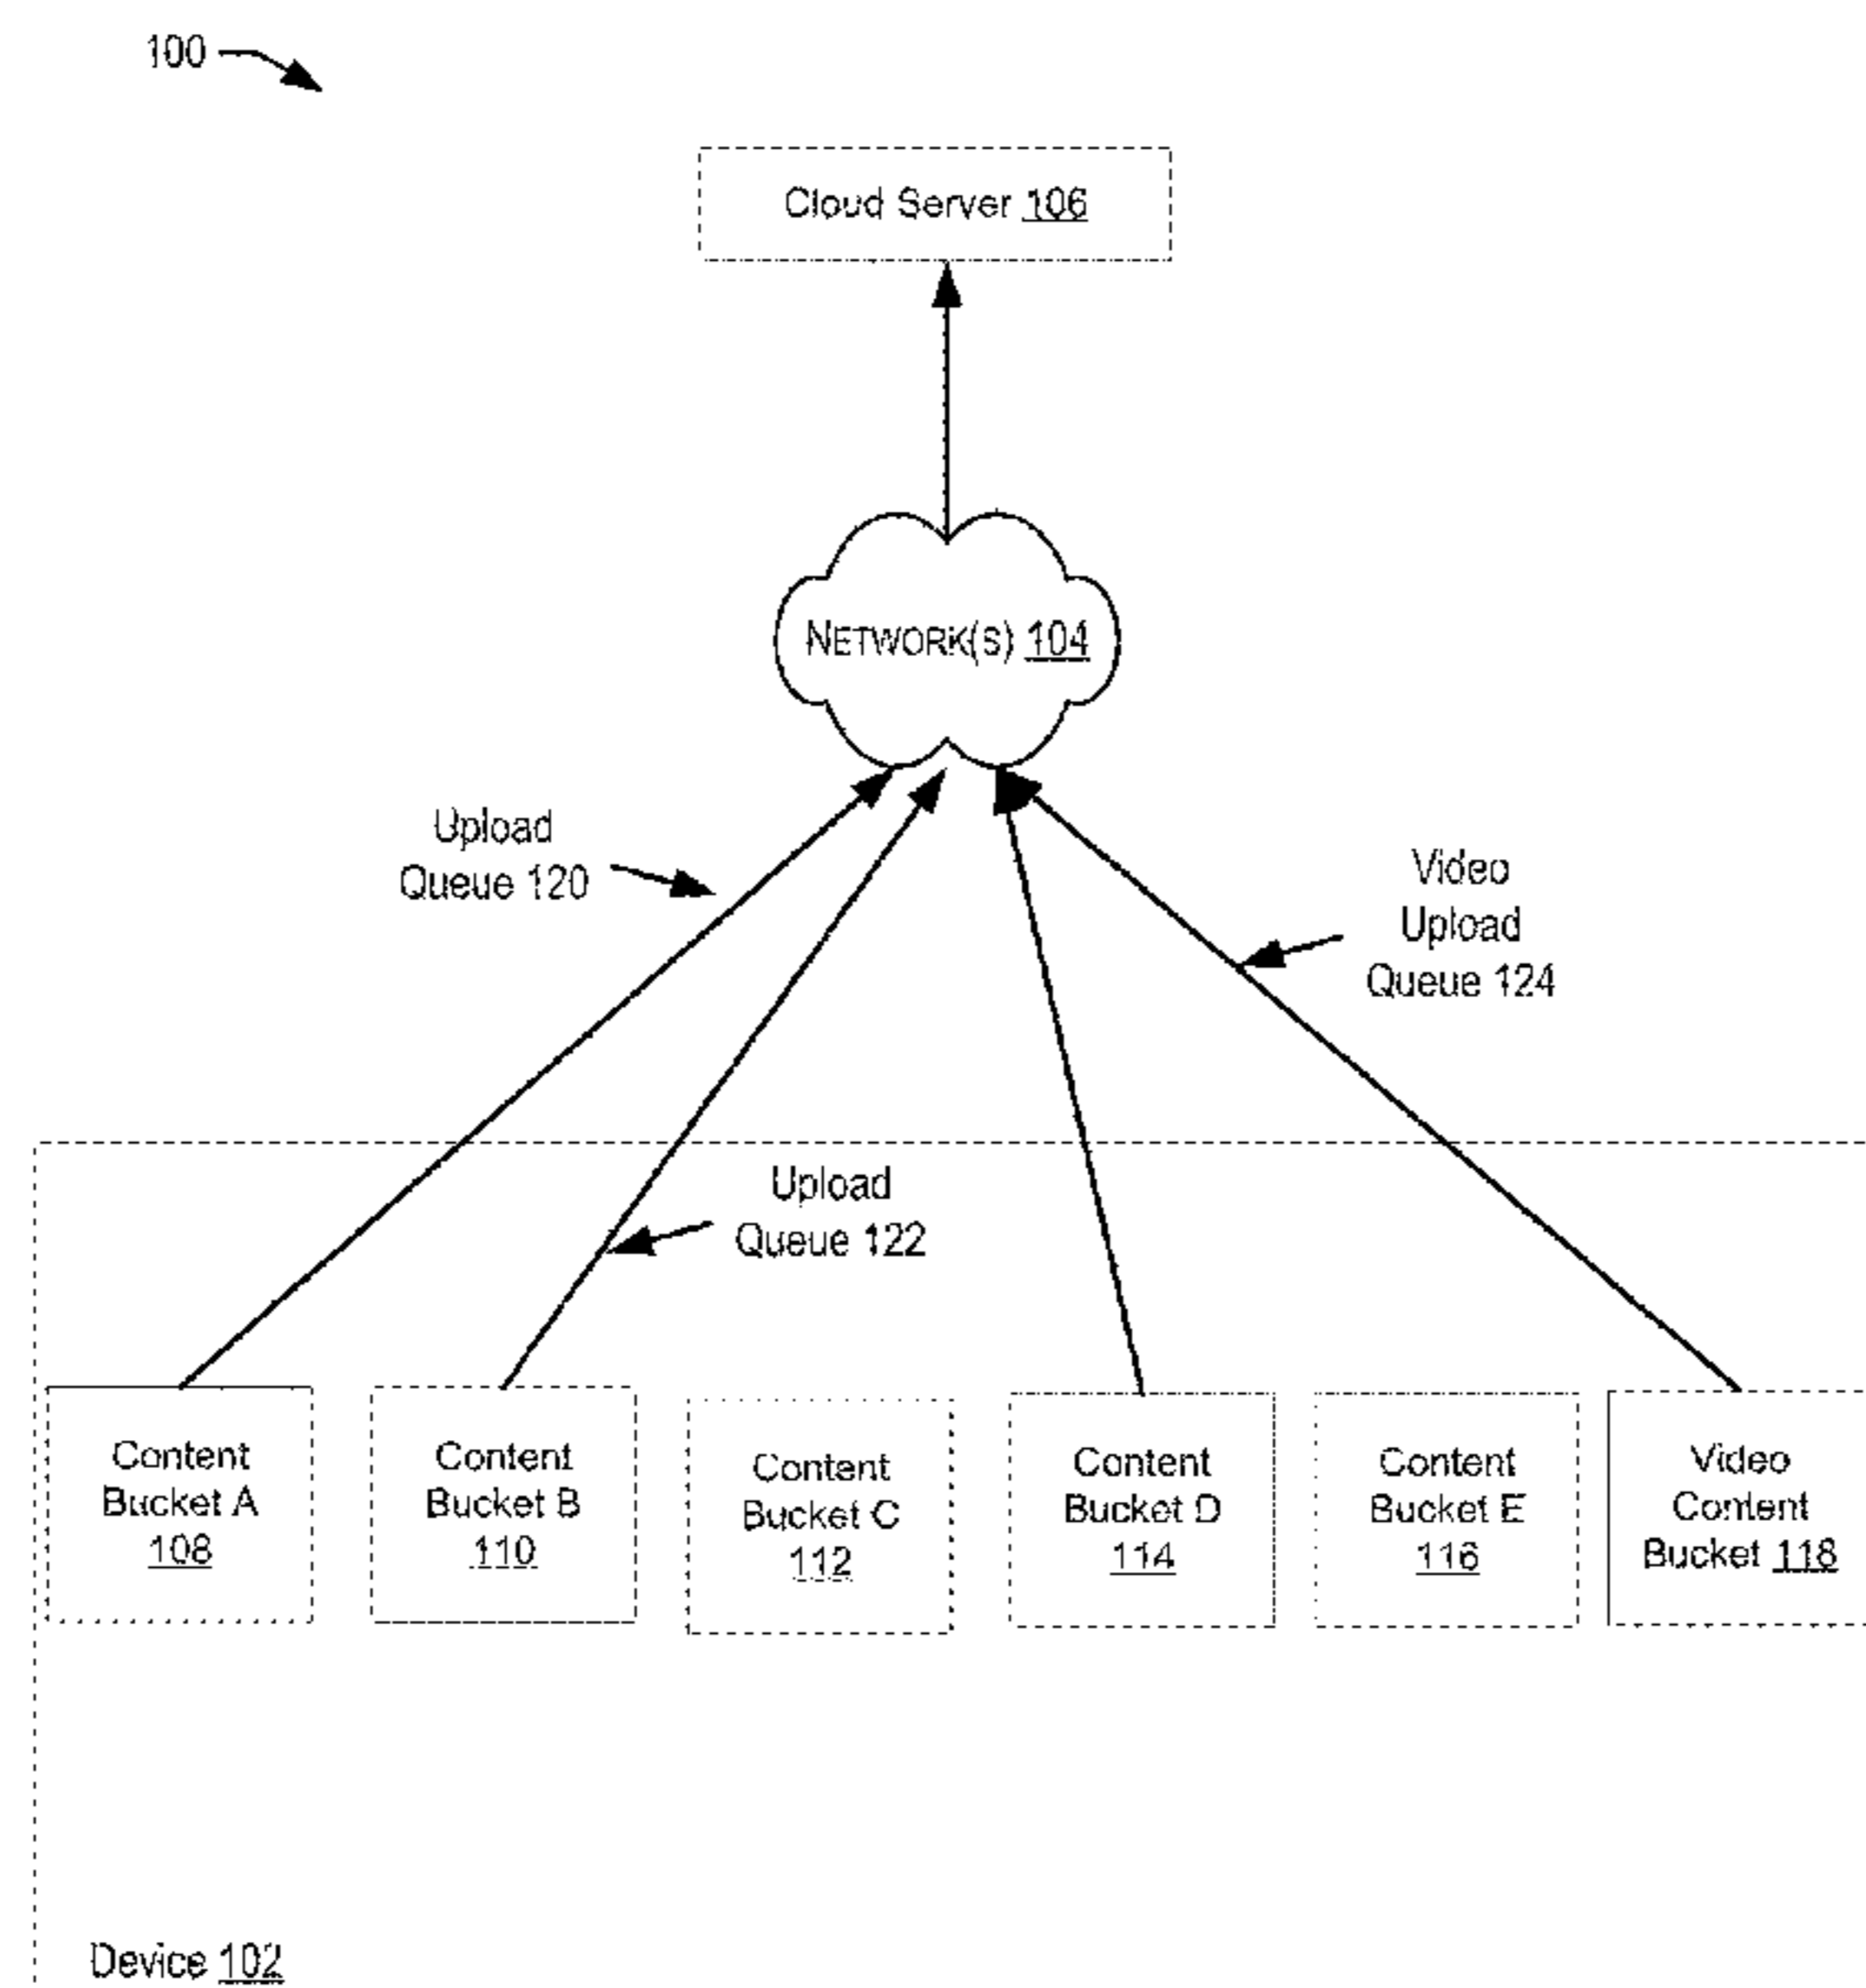 100
Cloud Server 106
NETWORK(S) 104
Upload
Queue 120
Video
Upload
Queue 124
Upload
Queue 122
Content
Bucket A
108
Content
Bucket B
110
Content
Bucket C
112
Content
Bucket D
114
Content
Bucket E
116
Video
Content
Bucket 118
Device 102